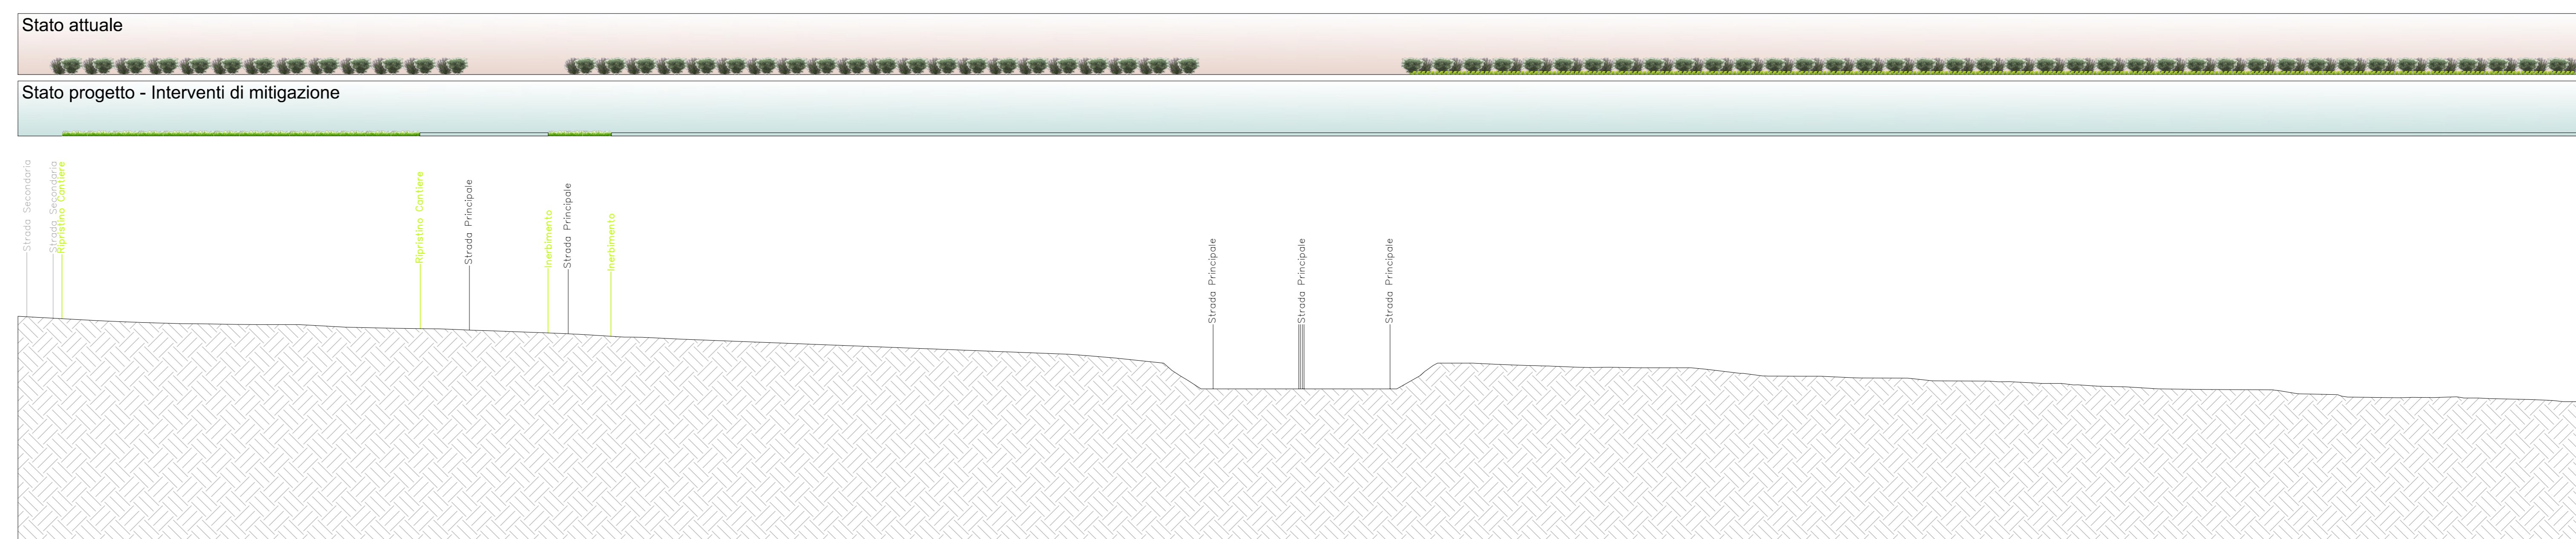 Stato attuale
Stato progetto - Interventi di mitigazione
Strada Secondaria
Strada Secondaria
Ripristino Cantiere
Ripristino Cantiere
Strada Principale
Inerbimento
Strada Principale
Inerbimento
Strada Principale
Strada Principale
Strada Principale